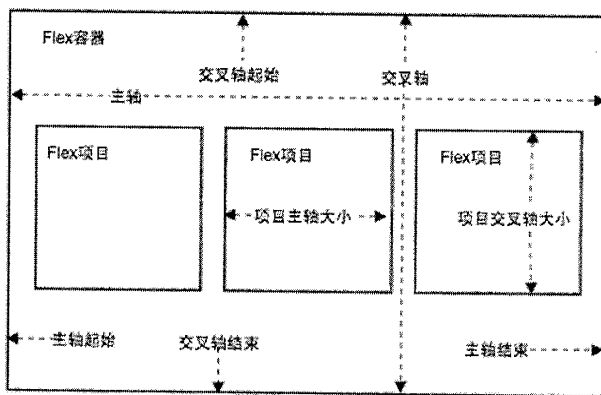 Flex容器
交叉轴起始
交叉轴
主轴
Flex项目
Flex项目
Flex项目
项目主轴大小
项目交叉轴大小
主轴起始
交叉轴结束
主轴结束